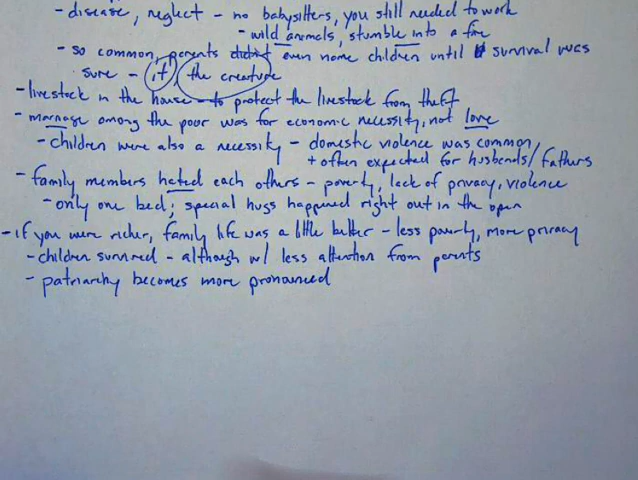 - disease, neglect - no babysitters, you still needed to work
- wild animals, stumble into a fire
- so common, parents didn't even name children until survival was
sure - it, the creature
- livestock in the house - to protect the livestock from theft
- marriage among the poor was for economic necessity, not love
- children were also a necessity - domestic violence was common,
+ often expected for husbands/fathers
- family members hated each others - poverty, lack of privacy, violence
- only one bed; special hugs happened right out in the open
- if you were richer, family life was a little better - less poverty, more privacy
- children survived - although w/ less attention from parents
- patriarchy becomes more pronounced